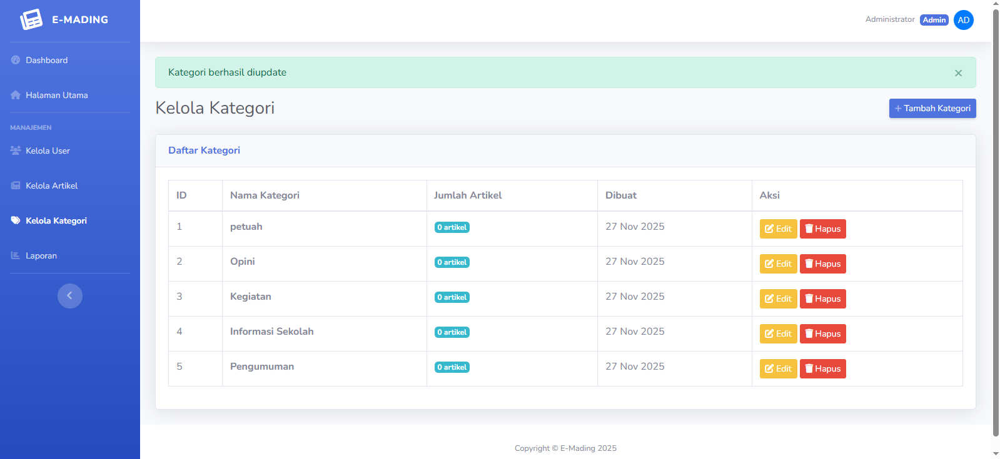 E-MADING
Administrator Admin AD
Dashboard
Halaman Utama
MANAJEMEN
Kelola User
Kelola Artikel
Kelola Kategori
Laporan
Kategori berhasil diupdate ×
Kelola Kategori
+ Tambah Kategori
Daftar Kategori
ID Nama Kategori Jumlah Artikel Dibuat Aksi
1 petuah 0 artikel 27 Nov 2025 Edit Hapus
2 Opini 0 artikel 27 Nov 2025 Edit Hapus
3 Kegiatan 0 artikel 27 Nov 2025 Edit Hapus
4 Informasi Sekolah 0 artikel 27 Nov 2025 Edit Hapus
5 Pengumuman 0 artikel 27 Nov 2025 Edit Hapus
Copyright © E-Mading 2025